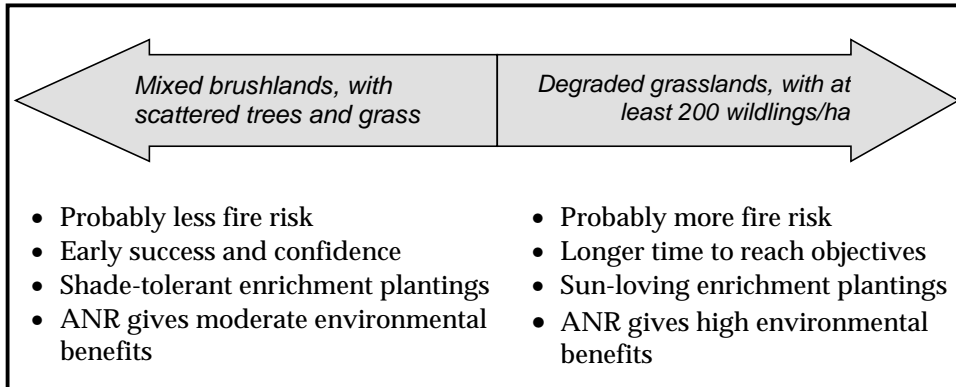 Mixed brushlands, with
scattered trees and grass
Degraded grasslands, with at
least 200 wildlings/ha
• Probably less fire risk
• Early success and confidence
• Shade-tolerant enrichment plantings
• ANR gives moderate environmental
benefits
• Probably more fire risk
• Longer time to reach objectives
• Sun-loving enrichment plantings
• ANR gives high environmental
benefits